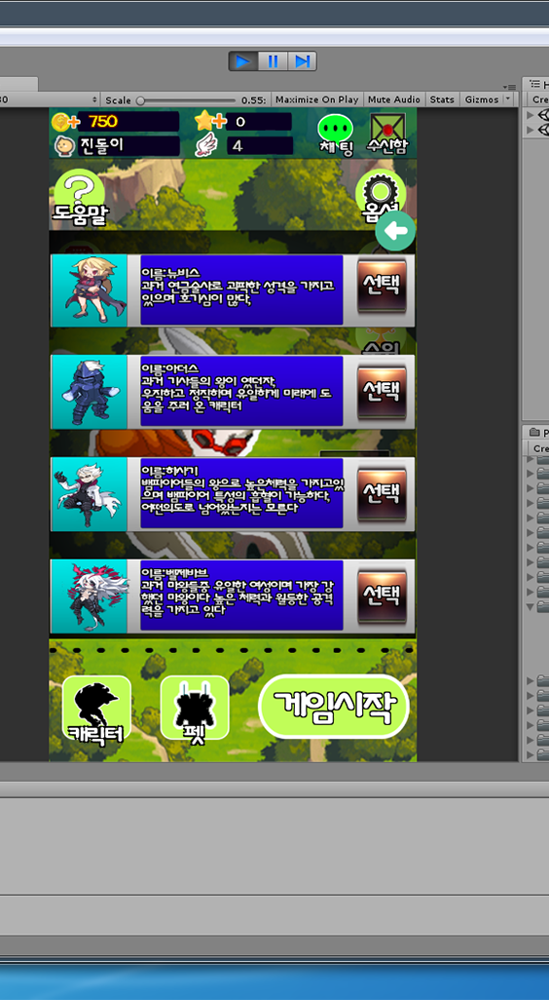 Scale 0.55: Maximize On Play Mute Audio Stats Gizmos
Cre
750
0
진돌이
4
채팅
수신함
도움말
옵션
이름:뉴비스
과거 연금술사로 괴팍한 성격을 가지고
있으며 호기심이 많다,
선택
순위
이름:아더스
과거 기사들의 왕이 였던자,
우직하고 정직하며 유일하게 미래에 도
움을 주러 온 캐릭터
선택
이름:하사기
뱀파이어들의 왕으로 높은체력을 가지고있
으며 뱀파이어 특성의 흡혈이 가능하다,
어떤의도로 넘어왔는지는 모른다
선택
이름:벨제바브
과거 마왕들중 유일한 여성이며 가장 강
했던 마왕이다 높은 체력과 월등한 공격
력을 가지고 있다
선택
캐릭터
펫
게임시작
P
Cre